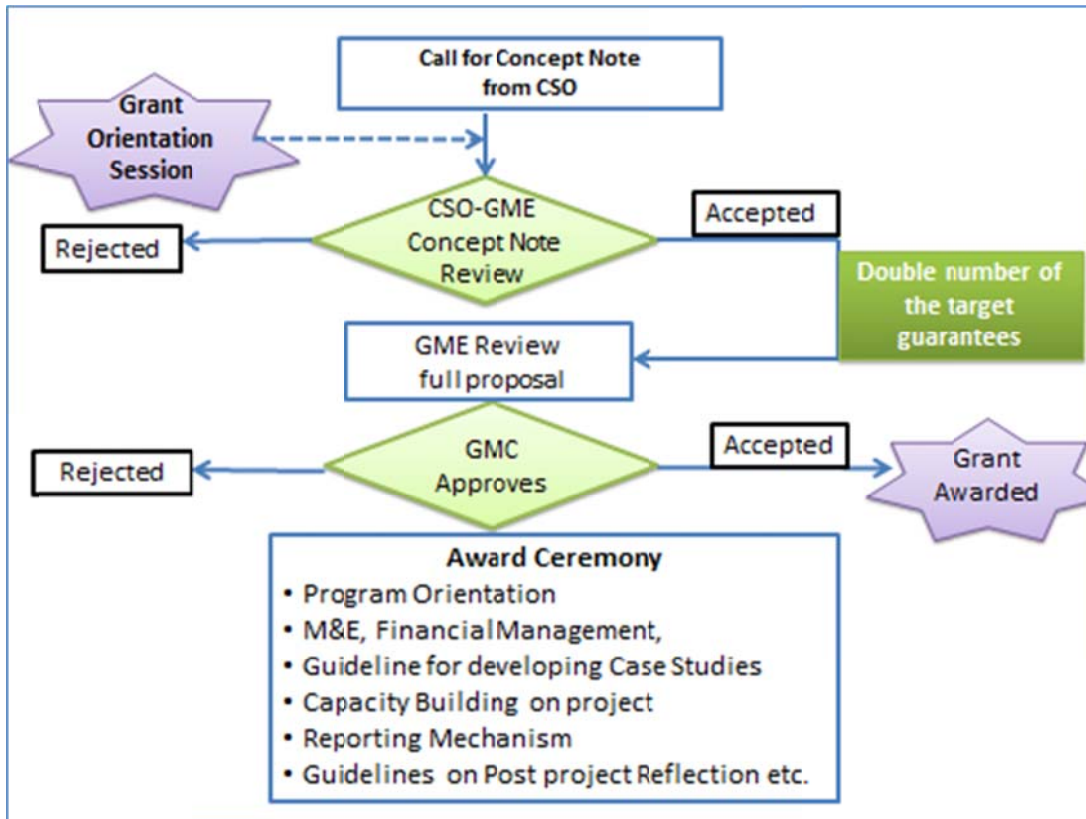 Call for Concept Note
from CSO
Grant
Orientation
Session
CSO-GME
Concept Note
Review
Rejected
Accepted
Double number of
the target
guarantees
GME Review
full proposal
GMC
Approves
Rejected
Accepted
Grant
Awarded
Award Ceremony
• Program Orientation
• M&E, Financial Management,
• Guideline for developing Case Studies
• Capacity Building on project
• Reporting Mechanism
• Guidelines on Post project Reflection etc.